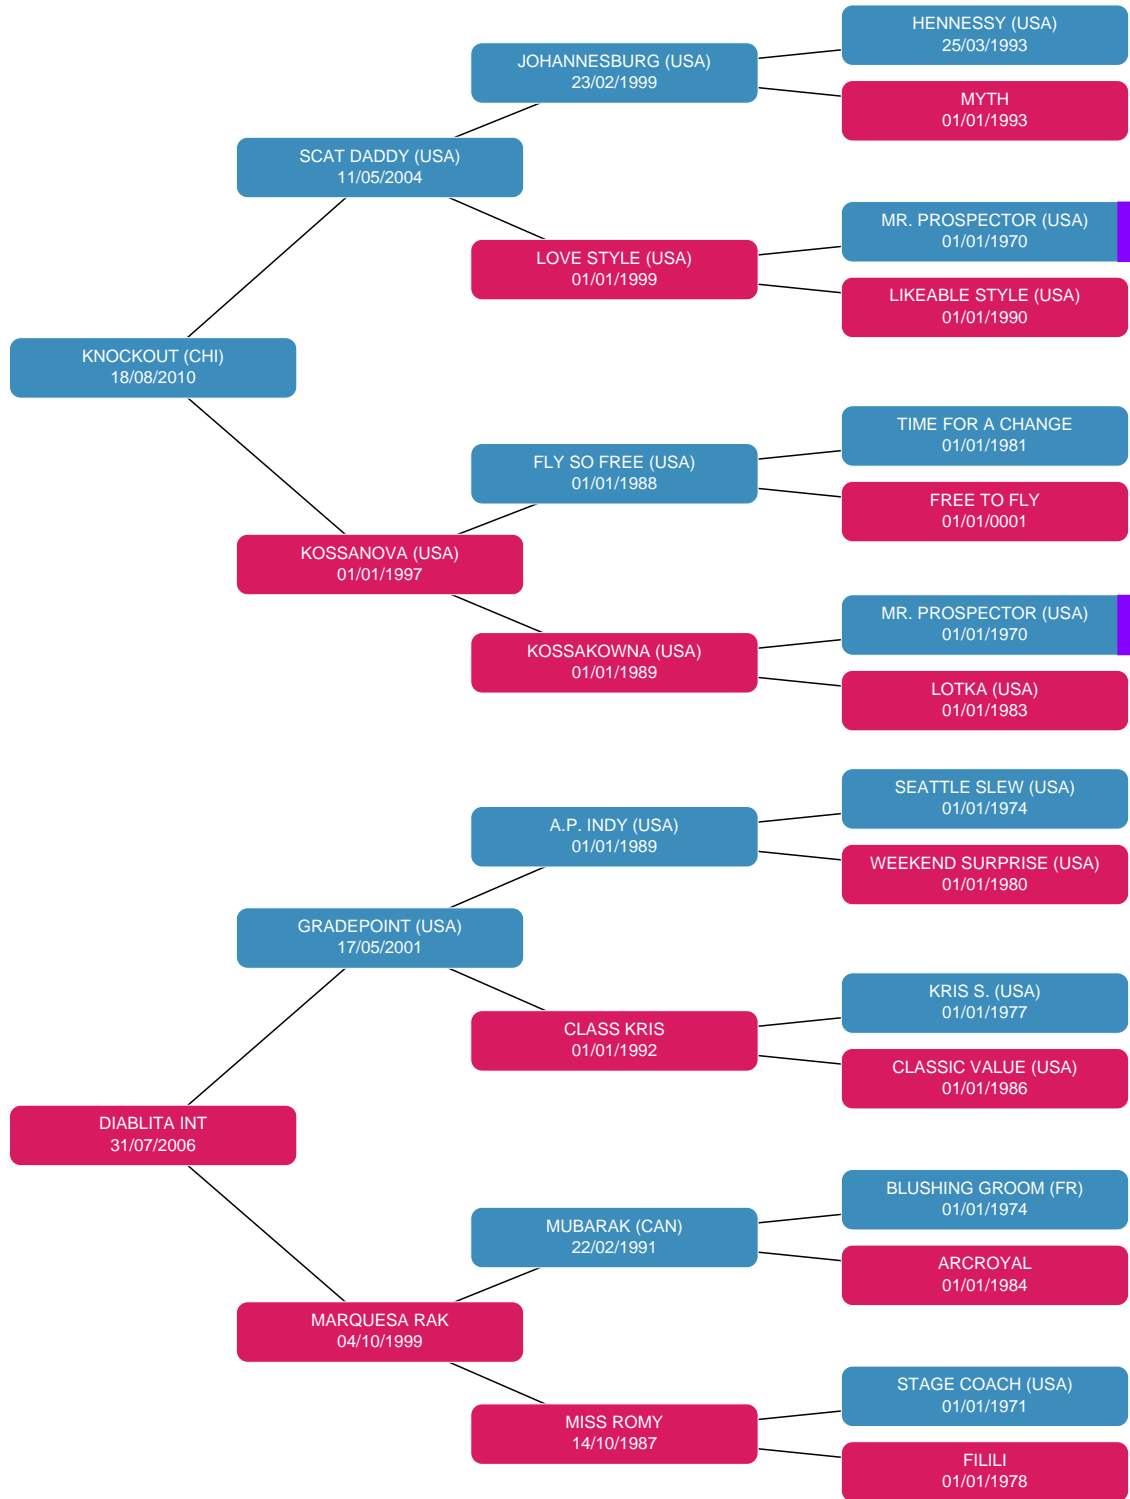 HENNESSY (USA)
25/03/1993
JOHANNESBURG (USA)
23/02/1999
MYTH
01/01/1993
SCAT DADDY (USA)
11/05/2004
MR. PROSPECTOR (USA)
01/01/1970
LOVE STYLE (USA)
01/01/1999
LIKEABLE STYLE (USA)
01/01/1990
KNOCKOUT (CHI)
18/08/2010
TIME FOR A CHANGE
01/01/1981
FLY SO FREE (USA)
01/01/1988
FREE TO FLY
01/01/0001
KOSSANOVA (USA)
01/01/1997
MR. PROSPECTOR (USA)
01/01/1970
KOSSAKOWNA (USA)
01/01/1989
LOTKA (USA)
01/01/1983
SEATTLE SLEW (USA)
01/01/1974
A.P. INDY (USA)
01/01/1989
WEEKEND SURPRISE (USA)
01/01/1980
GRADEPOINT (USA)
17/05/2001
KRIS S. (USA)
01/01/1977
CLASS KRIS
01/01/1992
CLASSIC VALUE (USA)
01/01/1986
DIABLITA INT
31/07/2006
BLUSHING GROOM (FR)
01/01/1974
MUBARAK (CAN)
22/02/1991
ARCROYAL
01/01/1984
MARQUESA RAK
04/10/1999
STAGE COACH (USA)
01/01/1971
MISS ROMY
14/10/1987
FILILI
01/01/1978